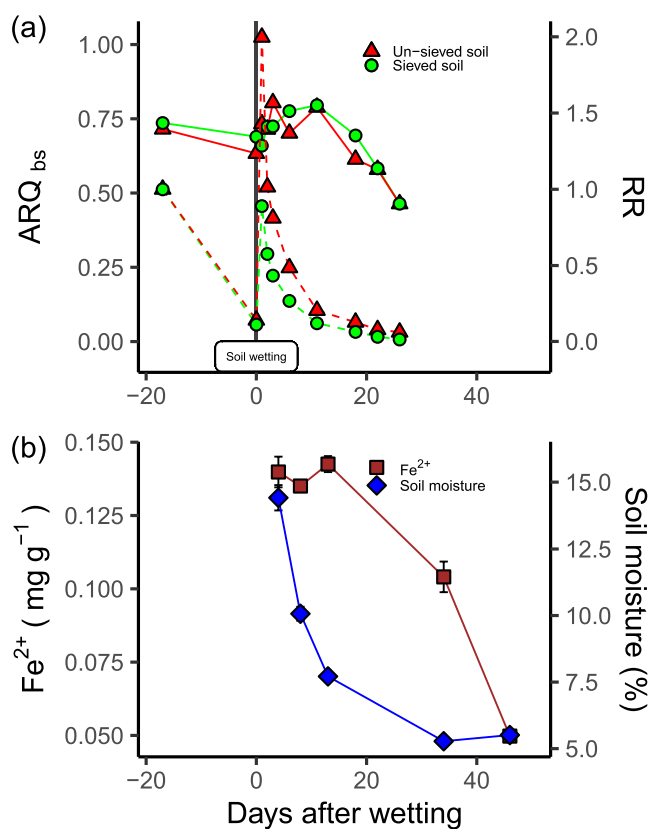 (a)
1.00
0.75
0.50
0.25
0.00
ARQ bs
2.0
1.5
1.0
0.5
0.0
RR
Un−sieved soil
Sieved soil
Soil wetting
−20
0
20
40
(b)
0.150
0.125
0.100
0.075
0.050
Fe²⁺ ( mg g⁻¹)
15.0
12.5
10.0
7.5
5.0
Soil moisture (%)
Fe²⁺
Soil moisture
−20
0
20
40
Days after wetting